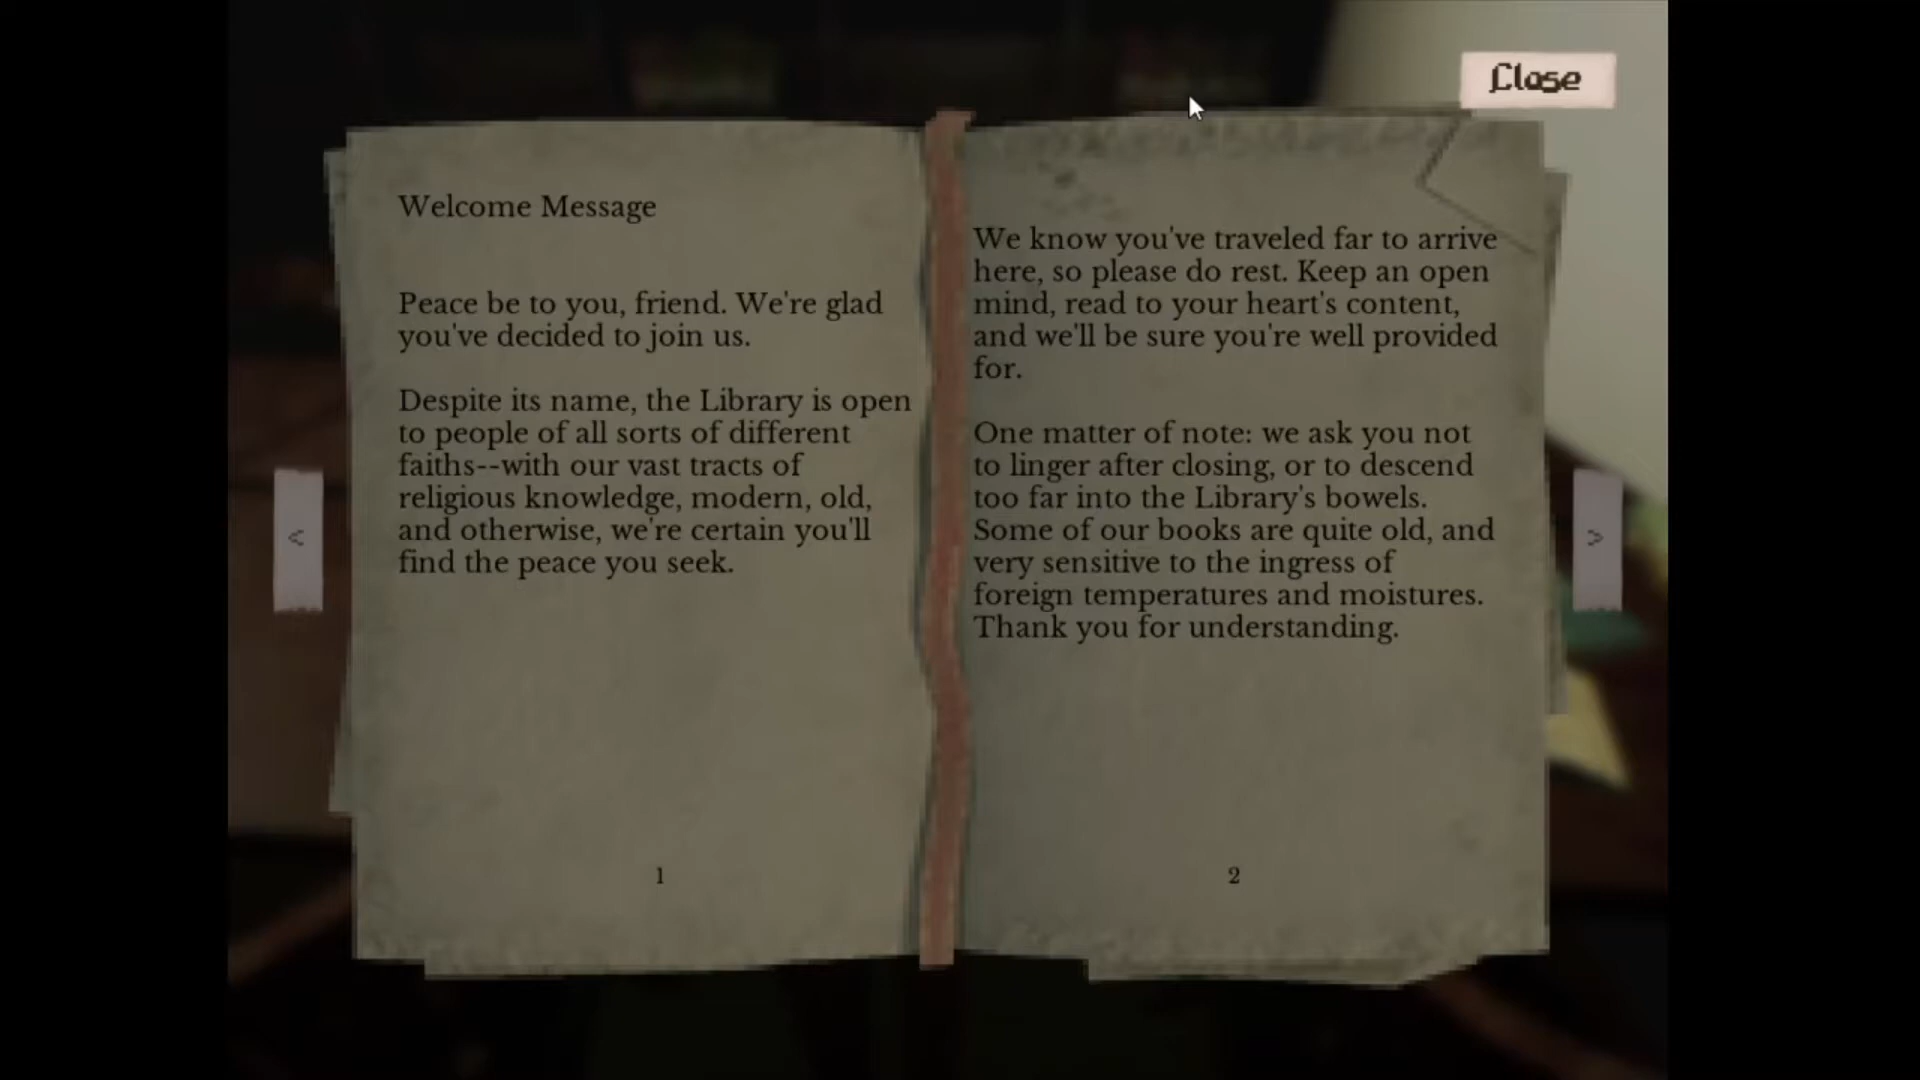 Close
Welcome Message
Peace be to you, friend. We're glad
you've decided to join us.
Despite its name, the Library is open
to people of all sorts of different
faiths--with our vast tracts of
religious knowledge, modern, old,
and otherwise, we're certain you'll
find the peace you seek.
1
We know you've traveled far to arrive
here, so please do rest. Keep an open
mind, read to your heart's content,
and we'll be sure you're well provided
for.
One matter of note: we ask you not
to linger after closing, or to descend
too far into the Library's bowels.
Some of our books are quite old, and
very sensitive to the ingress of
foreign temperatures and moistures.
Thank you for understanding.
2
<
>